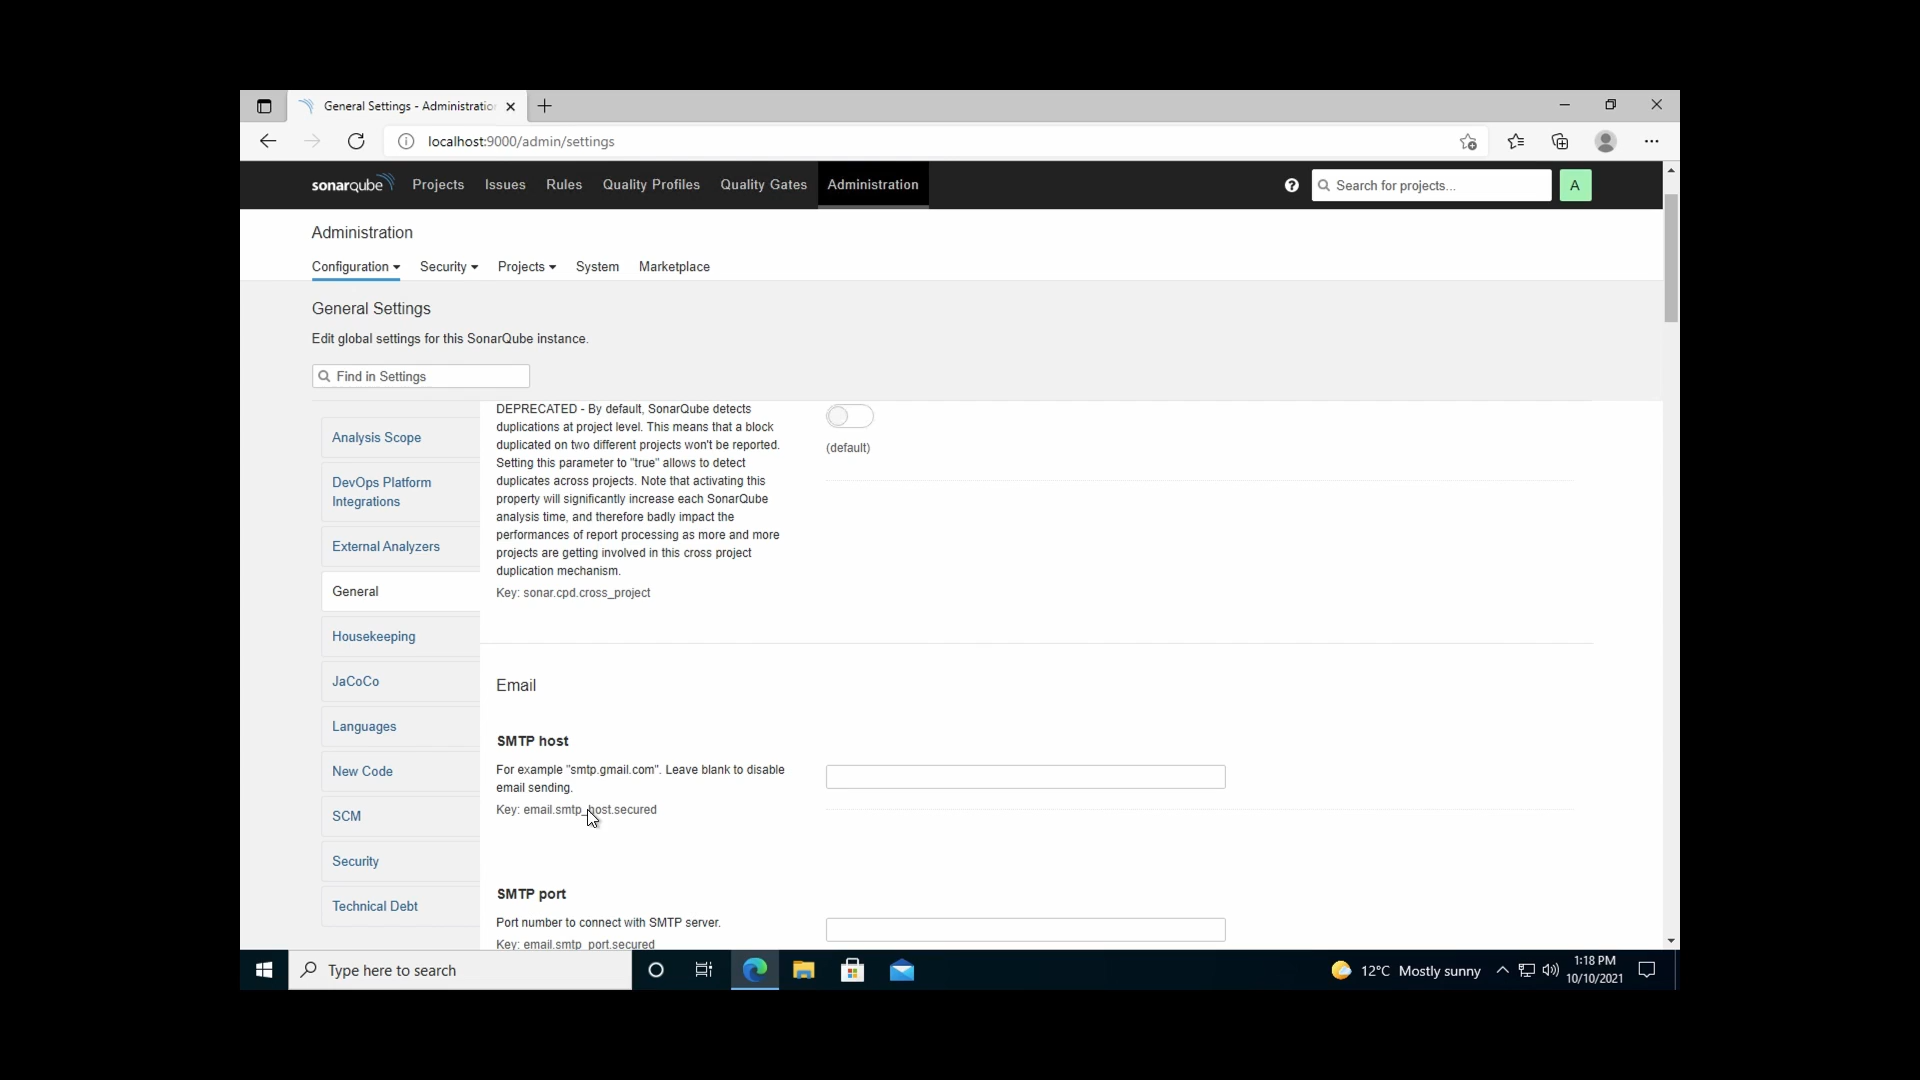 General Settings - Administratio
localhost:9000/admin/settings
sonarqube Projects Issues Rules Quality Profiles Quality Gates Administration Search for projects... A
Administration
Configuration Security Projects System Marketplace
General Settings
Edit global settings for this SonarQube instance.
Find in Settings
Analysis Scope
DevOps Platform
Integrations
External Analyzers
General
Housekeeping
JaCoCo
Languages
New Code
SCM
Security
Technical Debt
DEPRECATED - By default, SonarQube detects
duplications at project level. This means that a block
duplicated on two different projects won't be reported.
Setting this parameter to "true" allows to detect
duplicates across projects. Note that activating this
property will significantly increase each SonarQube
analysis time, and therefore badly impact the
performances of report processing as more and more
projects are getting involved in this cross project
duplication mechanism.
Key: sonar.cpd.cross_project
(default)
Email
SMTP host
For example "smtp.gmail.com". Leave blank to disable
email sending.
Key: email.smtp_host.secured
SMTP port
Port number to connect with SMTP server.
Key: email.smtp_port.secured
Type here to search
12°C Mostly sunny
1:18 PM
10/10/2021